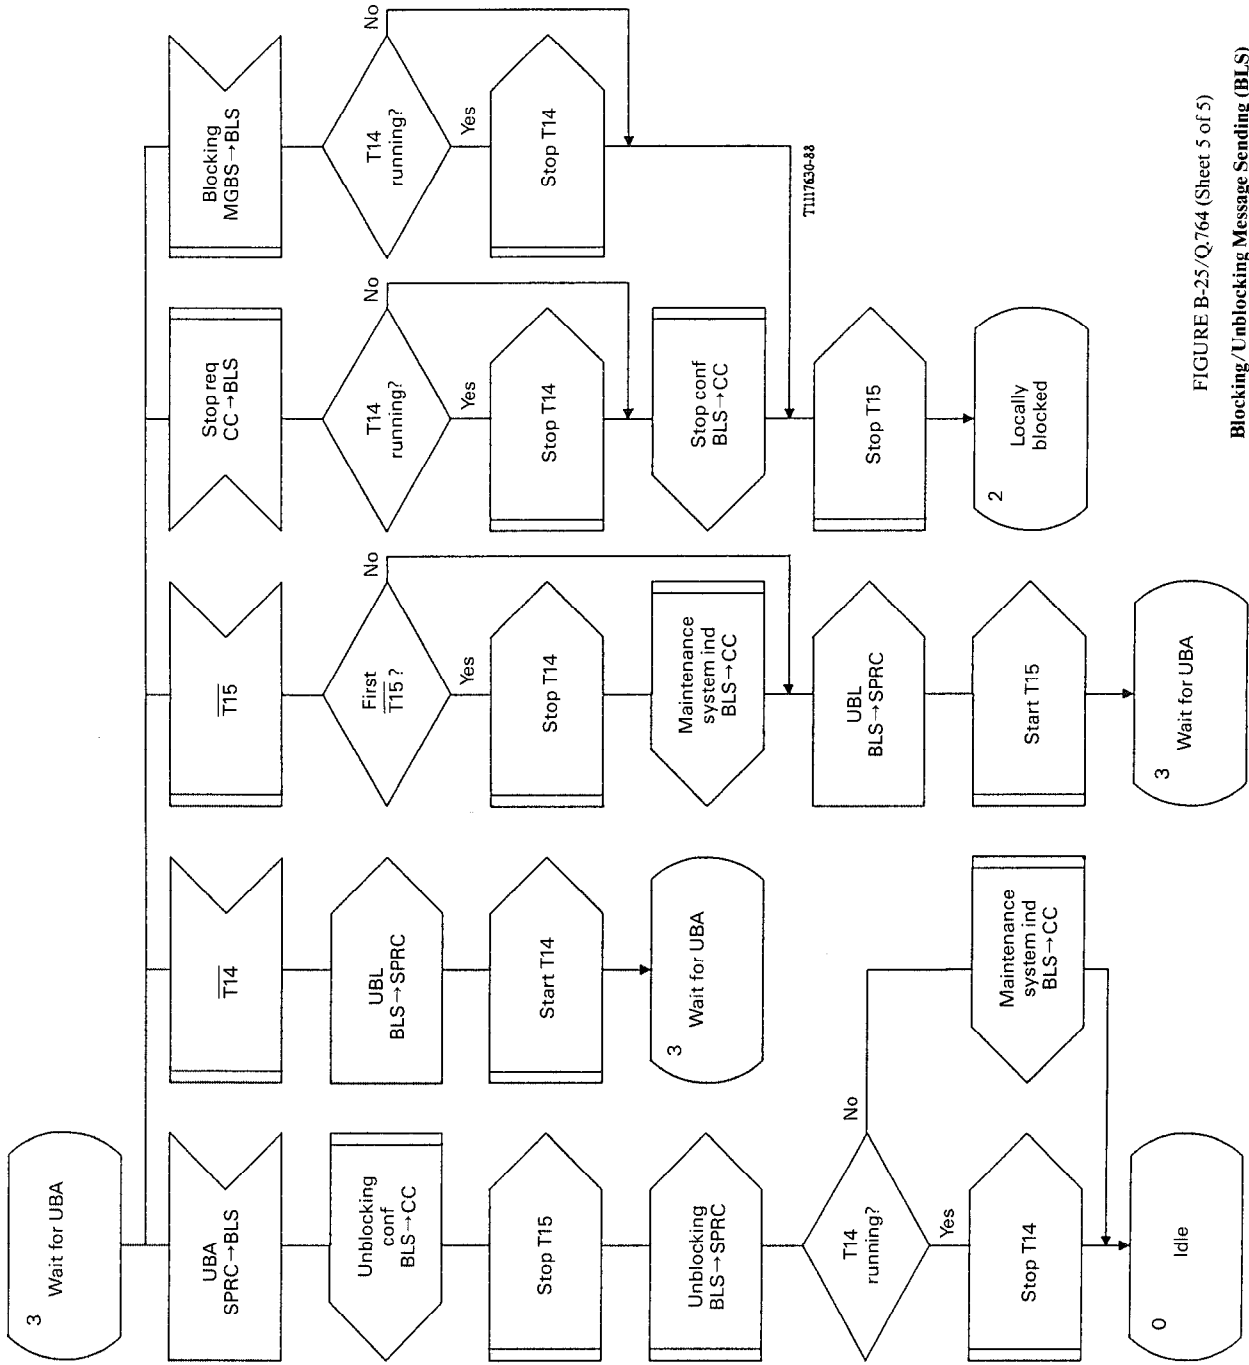 3
Wait for UBA
UBA
SPRC→BLS
Unblocking
conf
BLS→CC
Stop T15
Unblocking
BLS→SPRC
T14
running?
Yes
No
Stop T14
Maintenance
system ind
BLS→CC
0
Idle
T14
UBL
BLS→SPRC
Start T14
3
Wait for UBA
T15
First
T15?
Yes
No
Stop T14
Maintenance
system ind
BLS→CC
UBL
BLS→SPRC
Start T15
3
Wait for UBA
Stop req
CC→BLS
T14
running?
Yes
No
Stop T14
Stop conf
BLS→CC
Stop T15
2
Locally
blocked
Blocking
MGBS→BLS
T14
running?
Yes
No
Stop T14
T1117630-88
FIGURE B-25/Q.764 (Sheet 5 of 5)
Blocking/Unblocking Message Sending (BLS)